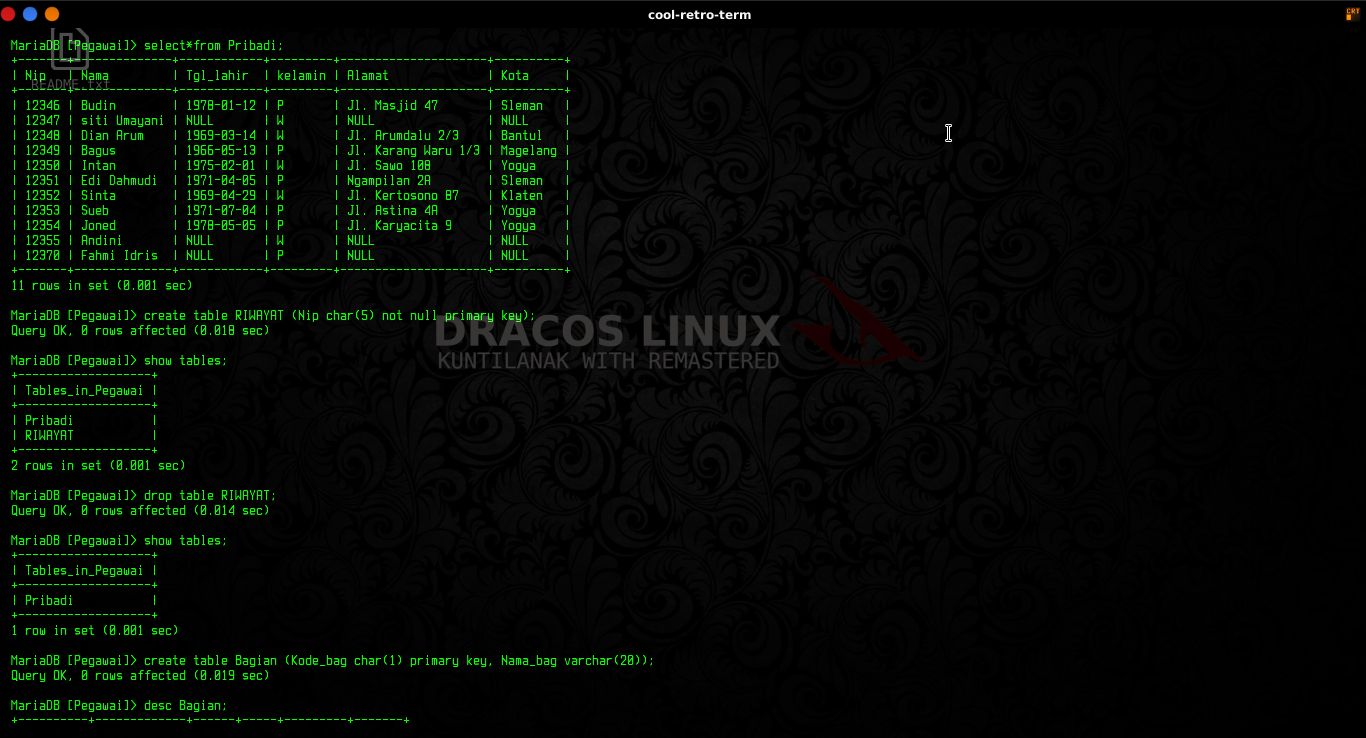 cool-retro-term
CRT
MariaDB [Pegawai]> select*from Pribadi;
+-------+--------------+------------+---------+---------------------+----------+
| Nip   | Nama         | Tgl_lahir  | kelamin | Alamat              | Kota     |
README.txt
+-------+--------------+------------+---------+---------------------+----------+
| 12346 | Budin        | 1970-01-12 | P       | Jl. Masjid 47       | Sleman   |
| 12347 | siti Umayani | NULL       | W       | NULL                | NULL     |
| 12348 | Dian Arum    | 1969-03-14 | W       | Jl. Arumdalu 2/3    | Bantul   |
| 12349 | Bagus        | 1966-05-13 | P       | Jl. Karang Waru 1/3 | Magelang |
| 12350 | Intan        | 1975-02-01 | W       | Jl. Sawo 10B        | Yogya    |
| 12351 | Edi Dahmudi  | 1971-04-05 | P       | Ngampilan 2A        | Sleman   |
| 12352 | Sinta        | 1969-04-29 | W       | Jl. Kertosono 87    | Klaten   |
| 12353 | Sueb         | 1971-07-04 | P       | Jl. Astina 4A       | Yogya    |
| 12354 | Joned        | 1970-05-05 | P       | Jl. Karyacita 9     | Yogya    |
| 12355 | Andini       | NULL       | W       | NULL                | NULL     |
| 12370 | Fahmi Idris  | NULL       | P       | NULL                | NULL     |
+-------+--------------+------------+---------+---------------------+----------+
11 rows in set (0.001 sec)
MariaDB [Pegawai]> create table RIWAYAT (Nip char(5) not null primary key);
Query OK, 0 rows affected (0.018 sec)
DRACOS LINUX
KUNTILANAK WITH REMASTERED
MariaDB [Pegawai]> show tables;
+-------------------+
| Tables_in_Pegawai |
+-------------------+
| Pribadi           |
| RIWAYAT           |
+-------------------+
2 rows in set (0.001 sec)
MariaDB [Pegawai]> drop table RIWAYAT;
Query OK, 0 rows affected (0.014 sec)
MariaDB [Pegawai]> show tables;
+-------------------+
| Tables_in_Pegawai |
+-------------------+
| Pribadi           |
+-------------------+
1 row in set (0.001 sec)
MariaDB [Pegawai]> create table Bagian (Kode_bag char(1) primary key, Nama_bag varchar(20));
Query OK, 0 rows affected (0.019 sec)
MariaDB [Pegawai]> desc Bagian;
+----------+-------------+------+-----+---------+-------+